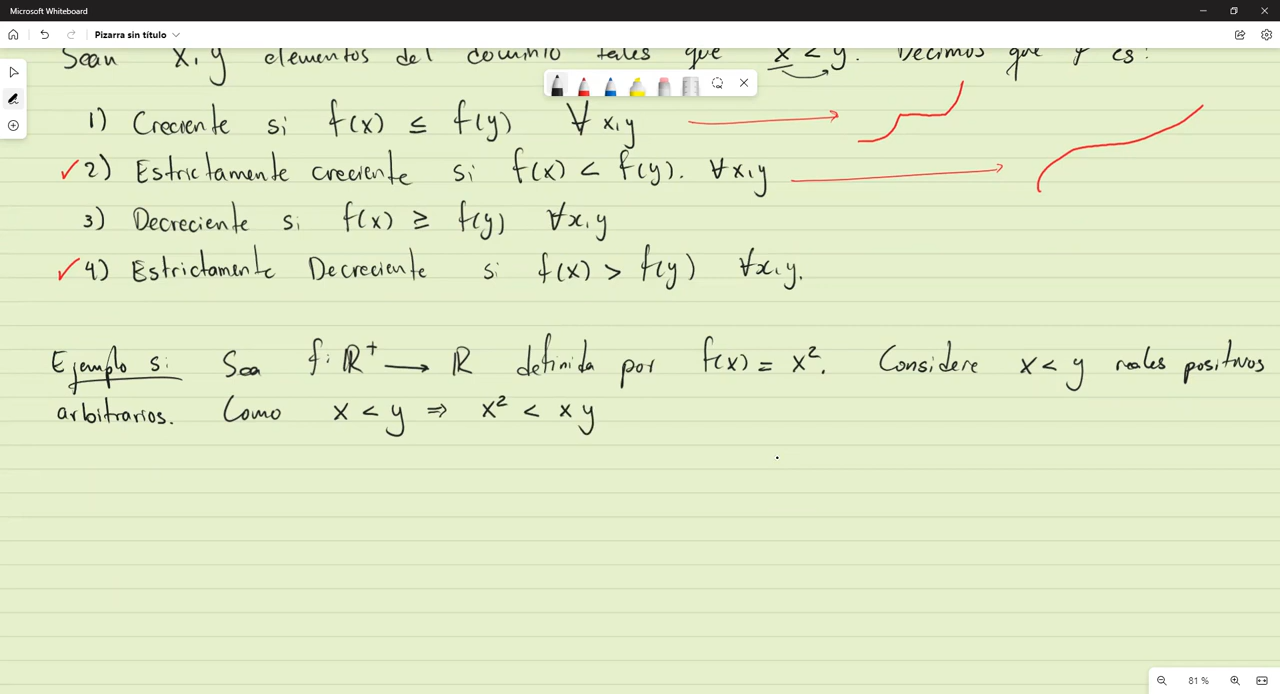 Microsoft Whiteboard
Pizarra sin título
Sean x, y elementos del dominio tales que x < y. Decimos que f es:
1) Creciente si f(x) ≤ f(y) ∀ x,y
2) Estrictamente creciente si f(x) < f(y). ∀x,y
3) Decreciente si f(x) ≥ f(y) ∀x,y
4) Estrictamente Decreciente si f(x) > f(y) ∀x,y.
Ejemplo si: Sea f: ℝ⁺ ⟶ ℝ definida por f(x) = x². Considere x < y reales positivos
arbitrarios. Como x < y ⇒ x² < xy
81 %